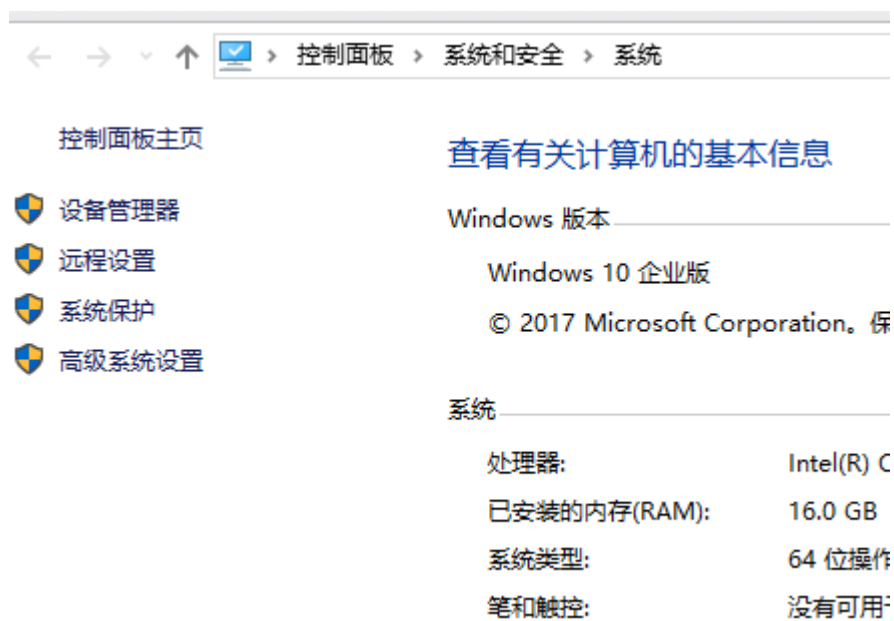 控制面板 > 系统和安全 > 系统
控制面板主页
设备管理器
远程设置
系统保护
高级系统设置
查看有关计算机的基本信息
Windows 版本
Windows 10 企业版
© 2017 Microsoft Corporation。保
系统
处理器: Intel(R)
已安装的内存(RAM): 16.0 GB
系统类型: 64 位操作
笔和触控: 没有可用